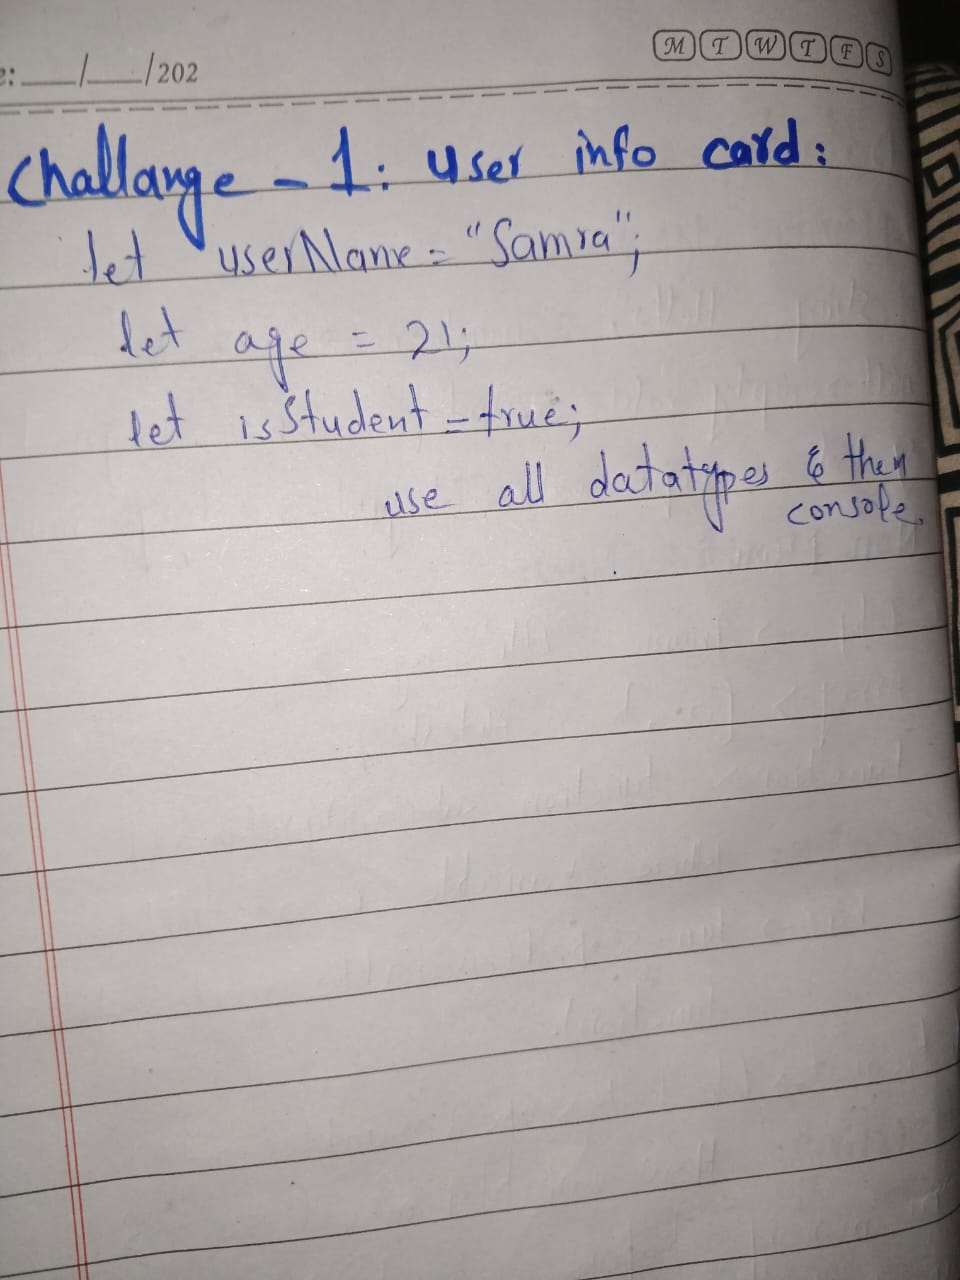 e: ___/___/202
M T W T F S
Challange - 1: User info card:
let userName = "Samra";
let age = 21;
let isStudent = true;
use all datatypes & then
console.